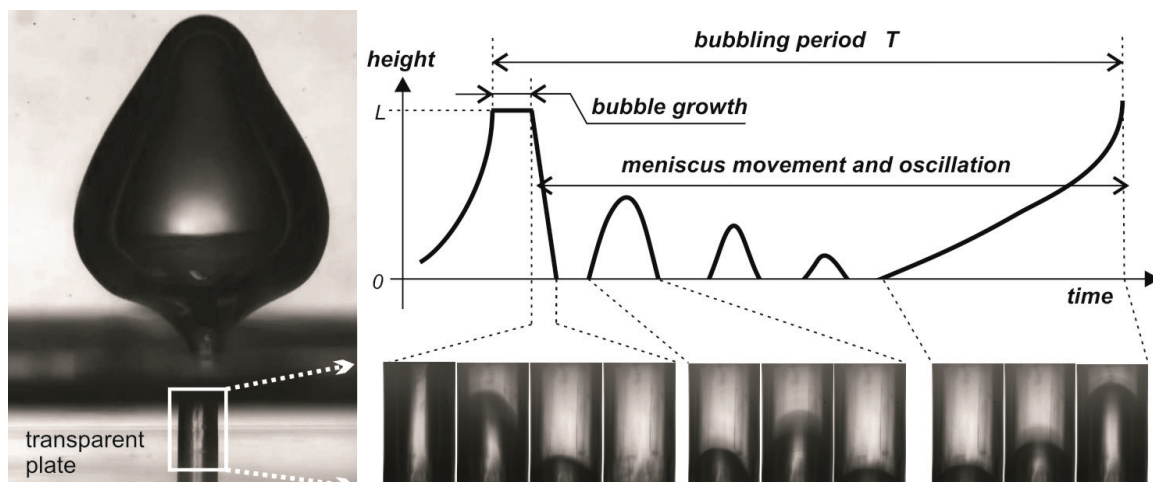 bubbling period T
height
L
bubble growth
meniscus movement and oscillation
0
time
transparent
plate